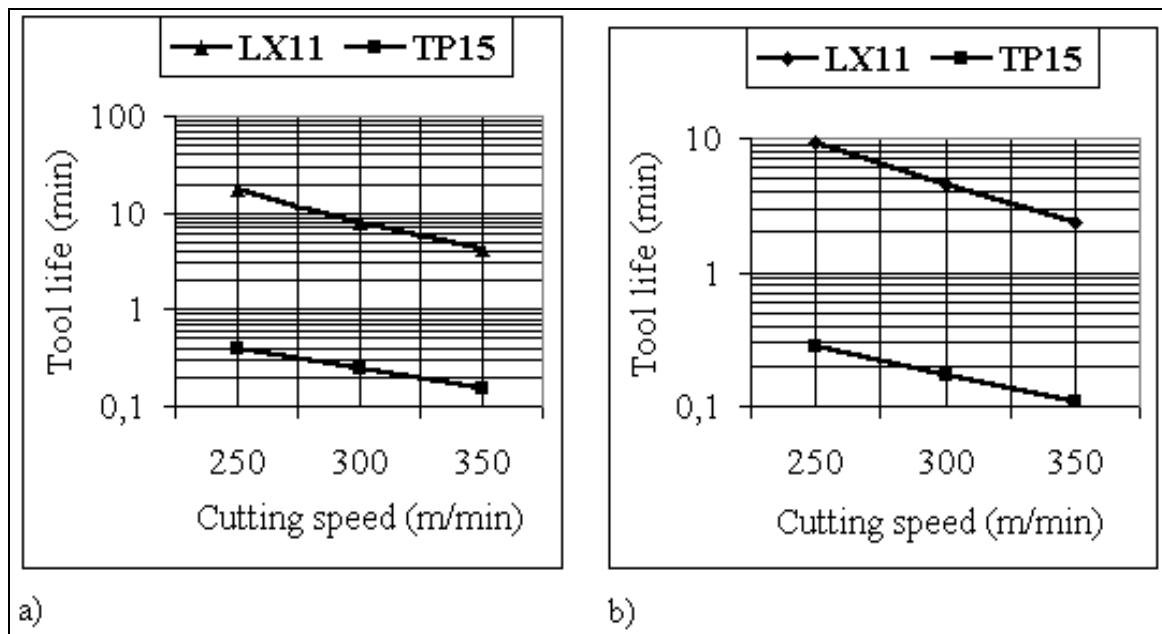 LX11 TP15
100
10
1
0,1
Tool life (min)
250 300 350
Cutting speed (m/min)
a)
LX11 TP15
10
1
0,1
Tool life (min)
250 300 350
Cutting speed (m/min)
b)